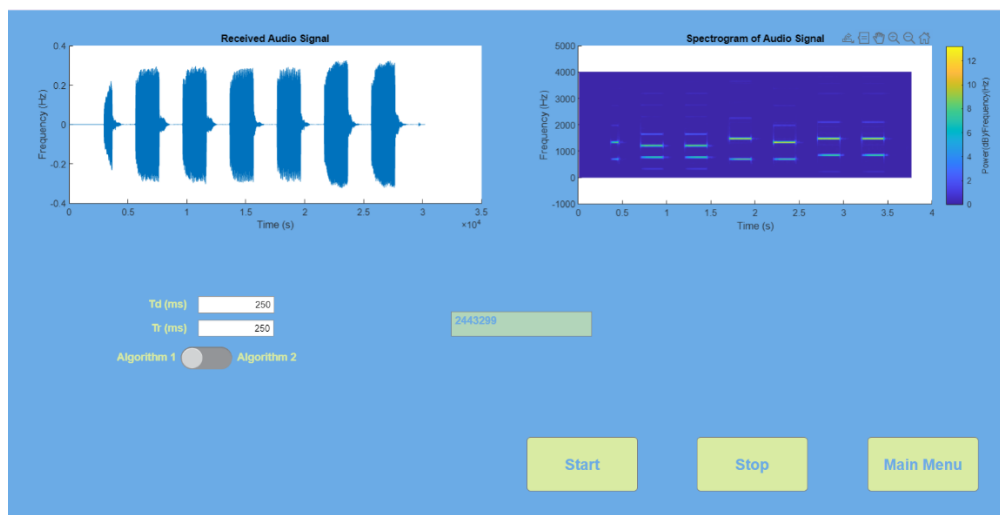 Received Audio Signal
0.4
0.2
0
-0.2
-0.4
Frequency (Hz)
0 0.5 1 1.5 2 2.5 3 3.5
Time (s)
×10⁴
Spectrogram of Audio Signal
5000
4000
3000
2000
1000
0
-1000
Frequency (Hz)
0 0.5 1 1.5 2 2.5 3 3.5 4
Time (s)
12
10
8
6
4
2
0
Power(dB)/Frequency(Hz)
Td (ms) 250
Tr (ms) 250
Algorithm 1 Algorithm 2
2443299
Start Stop Main Menu